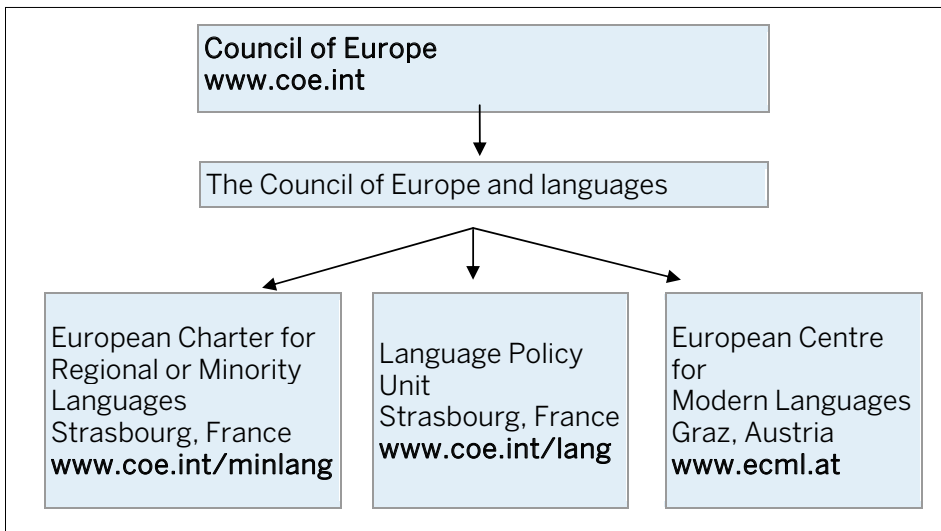 Council of Europe
www.coe.int
The Council of Europe and languages
European Charter for
Regional or Minority
Languages
Strasbourg, France
www.coe.int/minlang
Language Policy
Unit
Strasbourg, France
www.coe.int/lang
European Centre
for
Modern Languages
Graz, Austria
www.ecml.at